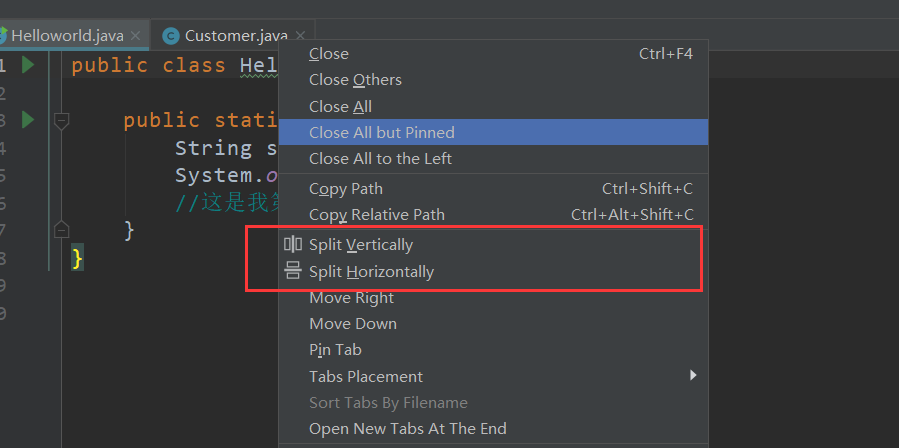 Helloworld.java × Customer.java ×
1 public class Hel
2
3 public stati
4 String s
5 System.o
6 //这是我第
7 }
8 }
9
0
Close Ctrl+F4
Close Others
Close All
Close All but Pinned
Close All to the Left
Copy Path Ctrl+Shift+C
Copy Relative Path Ctrl+Alt+Shift+C
Split Vertically
Split Horizontally
Move Right
Move Down
Pin Tab
Tabs Placement
Sort Tabs By Filename
Open New Tabs At The End